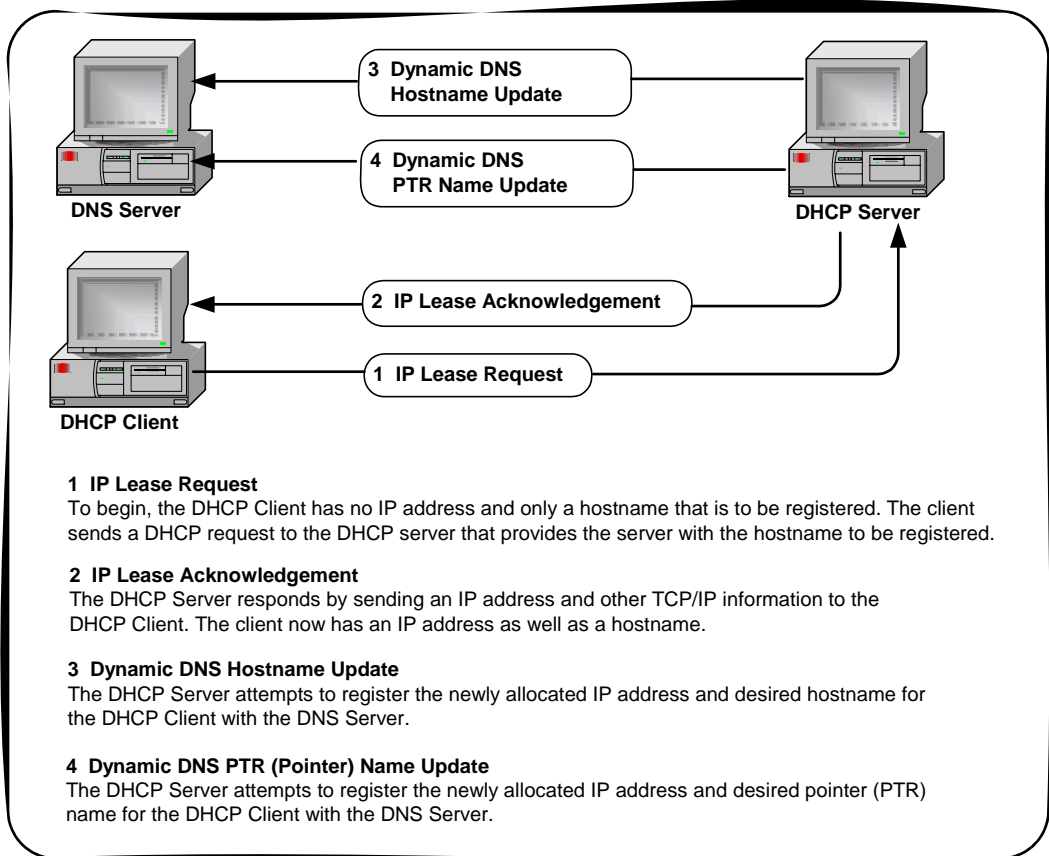 3 Dynamic DNS
Hostname Update
4 Dynamic DNS
PTR Name Update
DNS Server
DHCP Server
2 IP Lease Acknowledgement
1 IP Lease Request
DHCP Client
1 IP Lease Request
To begin, the DHCP Client has no IP address and only a hostname that is to be registered. The client
sends a DHCP request to the DHCP server that provides the server with the hostname to be registered.
2 IP Lease Acknowledgement
The DHCP Server responds by sending an IP address and other TCP/IP information to the
DHCP Client. The client now has an IP address as well as a hostname.
3 Dynamic DNS Hostname Update
The DHCP Server attempts to register the newly allocated IP address and desired hostname for
the DHCP Client with the DNS Server.
4 Dynamic DNS PTR (Pointer) Name Update
The DHCP Server attempts to register the newly allocated IP address and desired pointer (PTR)
name for the DHCP Client with the DNS Server.